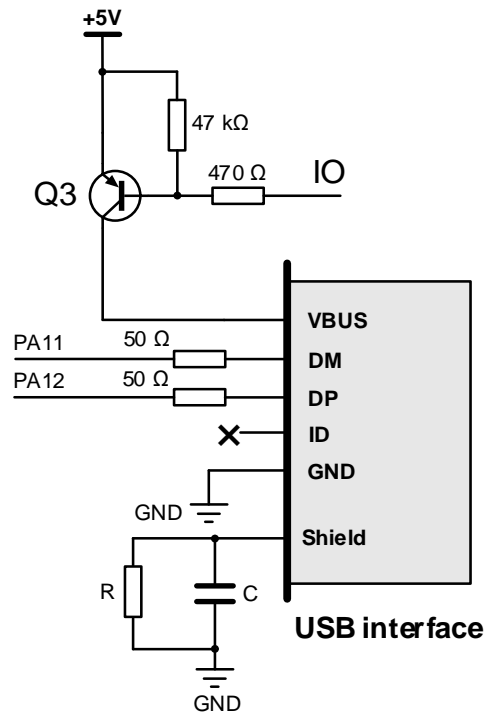 +5V
47 kΩ
470 Ω
IO
Q3
VBUS
PA11
50 Ω
DM
PA12
50 Ω
DP
ID
GND
GND
Shield
R
C
USB interface
GND